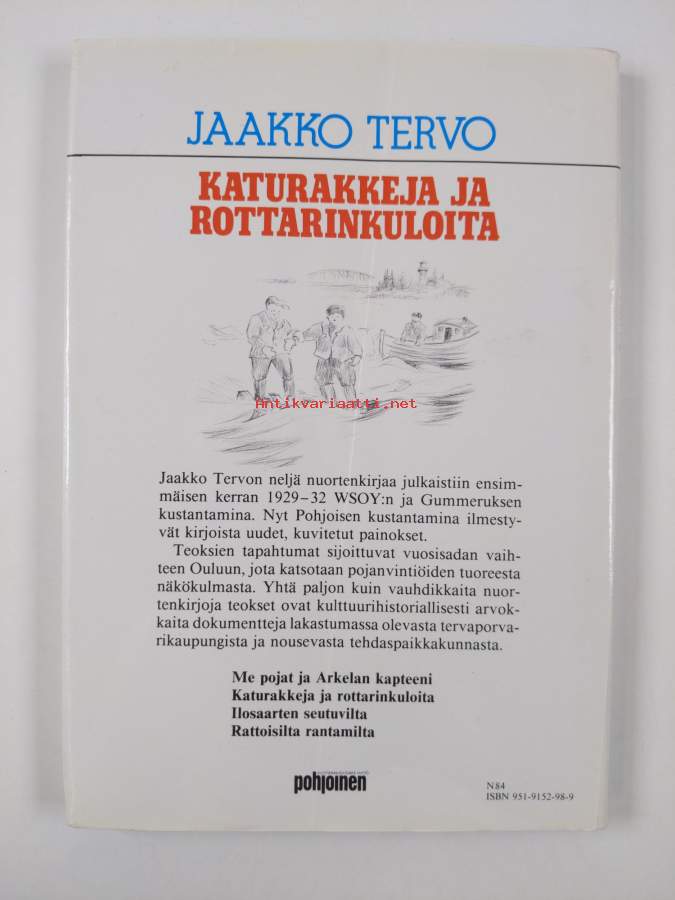 JAAKKO TERVO
KATURAKKEJA JA
ROTTARINKULOITA
Antikvariaatti.net
Jaakko Tervon neljä nuortenkirjaa julkaistiin ensim-
mäisen kerran 1929–32 WSOY:n ja Gummeruksen
kustantamina. Nyt Pohjoisen kustantamina ilmesty-
vät kirjoista uudet, kuvitetut painokset.
Teoksien tapahtumat sijoittuvat vuosisadan vaih-
teen Ouluun, jota katsotaan pojanvintiöiden tuoreesta
näkökulmasta. Yhtä paljon kuin vauhdikkaita nuor-
tenkirjoja teokset ovat kulttuurihistoriallisesti arvok-
kaita dokumentteja lakastumassa olevasta tervaporva-
rikaupungista ja nousevasta tehdaspaikkakunnasta.
Me pojat ja Arkelan kapteeni
Katurakkeja ja rottarinkuloita
Ilosaarten seutuvilta
Rattoisilta rantamilta
pohjoinen
N84
ISBN 951-9152-98-9